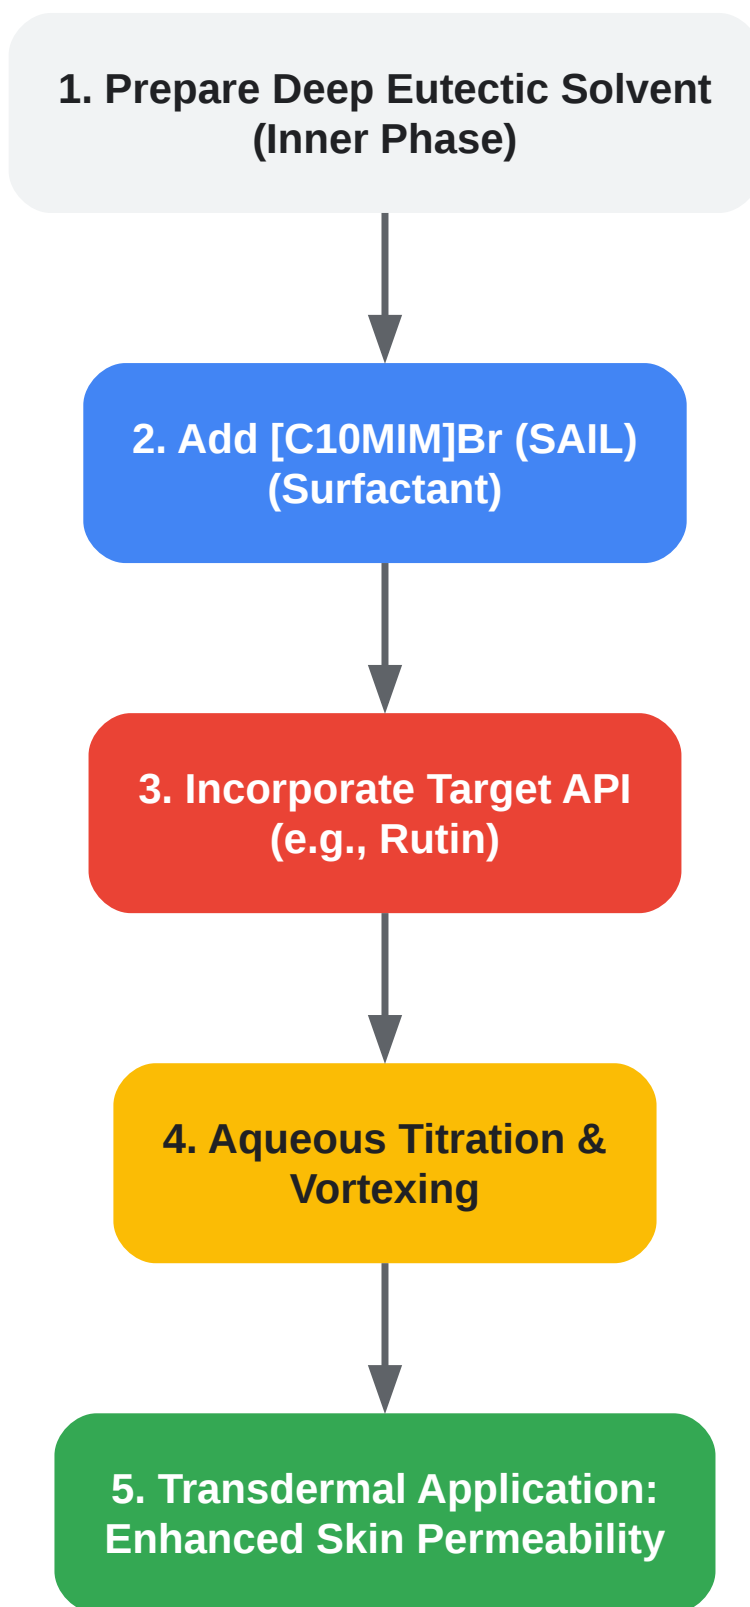 1. Prepare Deep Eutectic Solvent
(Inner Phase)
2. Add [C10MIM]Br (SAIL)
(Surfactant)
3. Incorporate Target API
(e.g., Rutin)
4. Aqueous Titration &
Vortexing
5. Transdermal Application:
Enhanced Skin Permeability